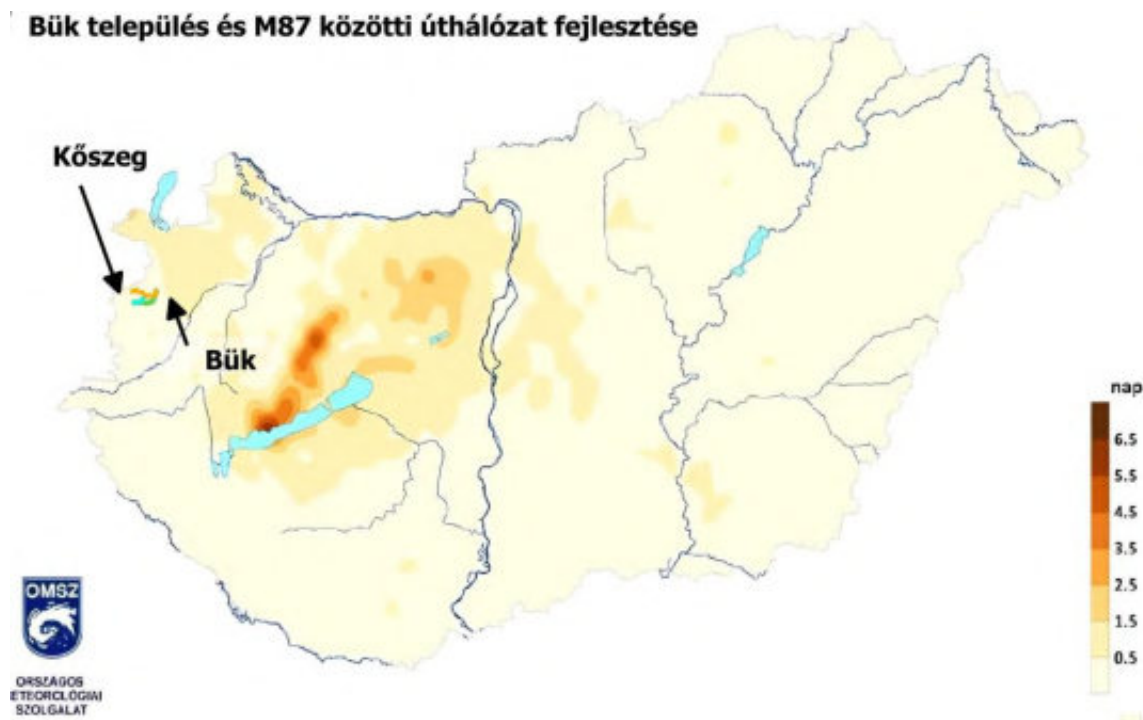 Bük település és M87 közötti úthálózat fejlesztése
Kőszeg
Bük
nap
6.5
5.5
4.5
3.5
2.5
1.5
0.5
OMSZ
ORSZÁGOS
ETEOROLÓGIAI
SZOLGÁLAT